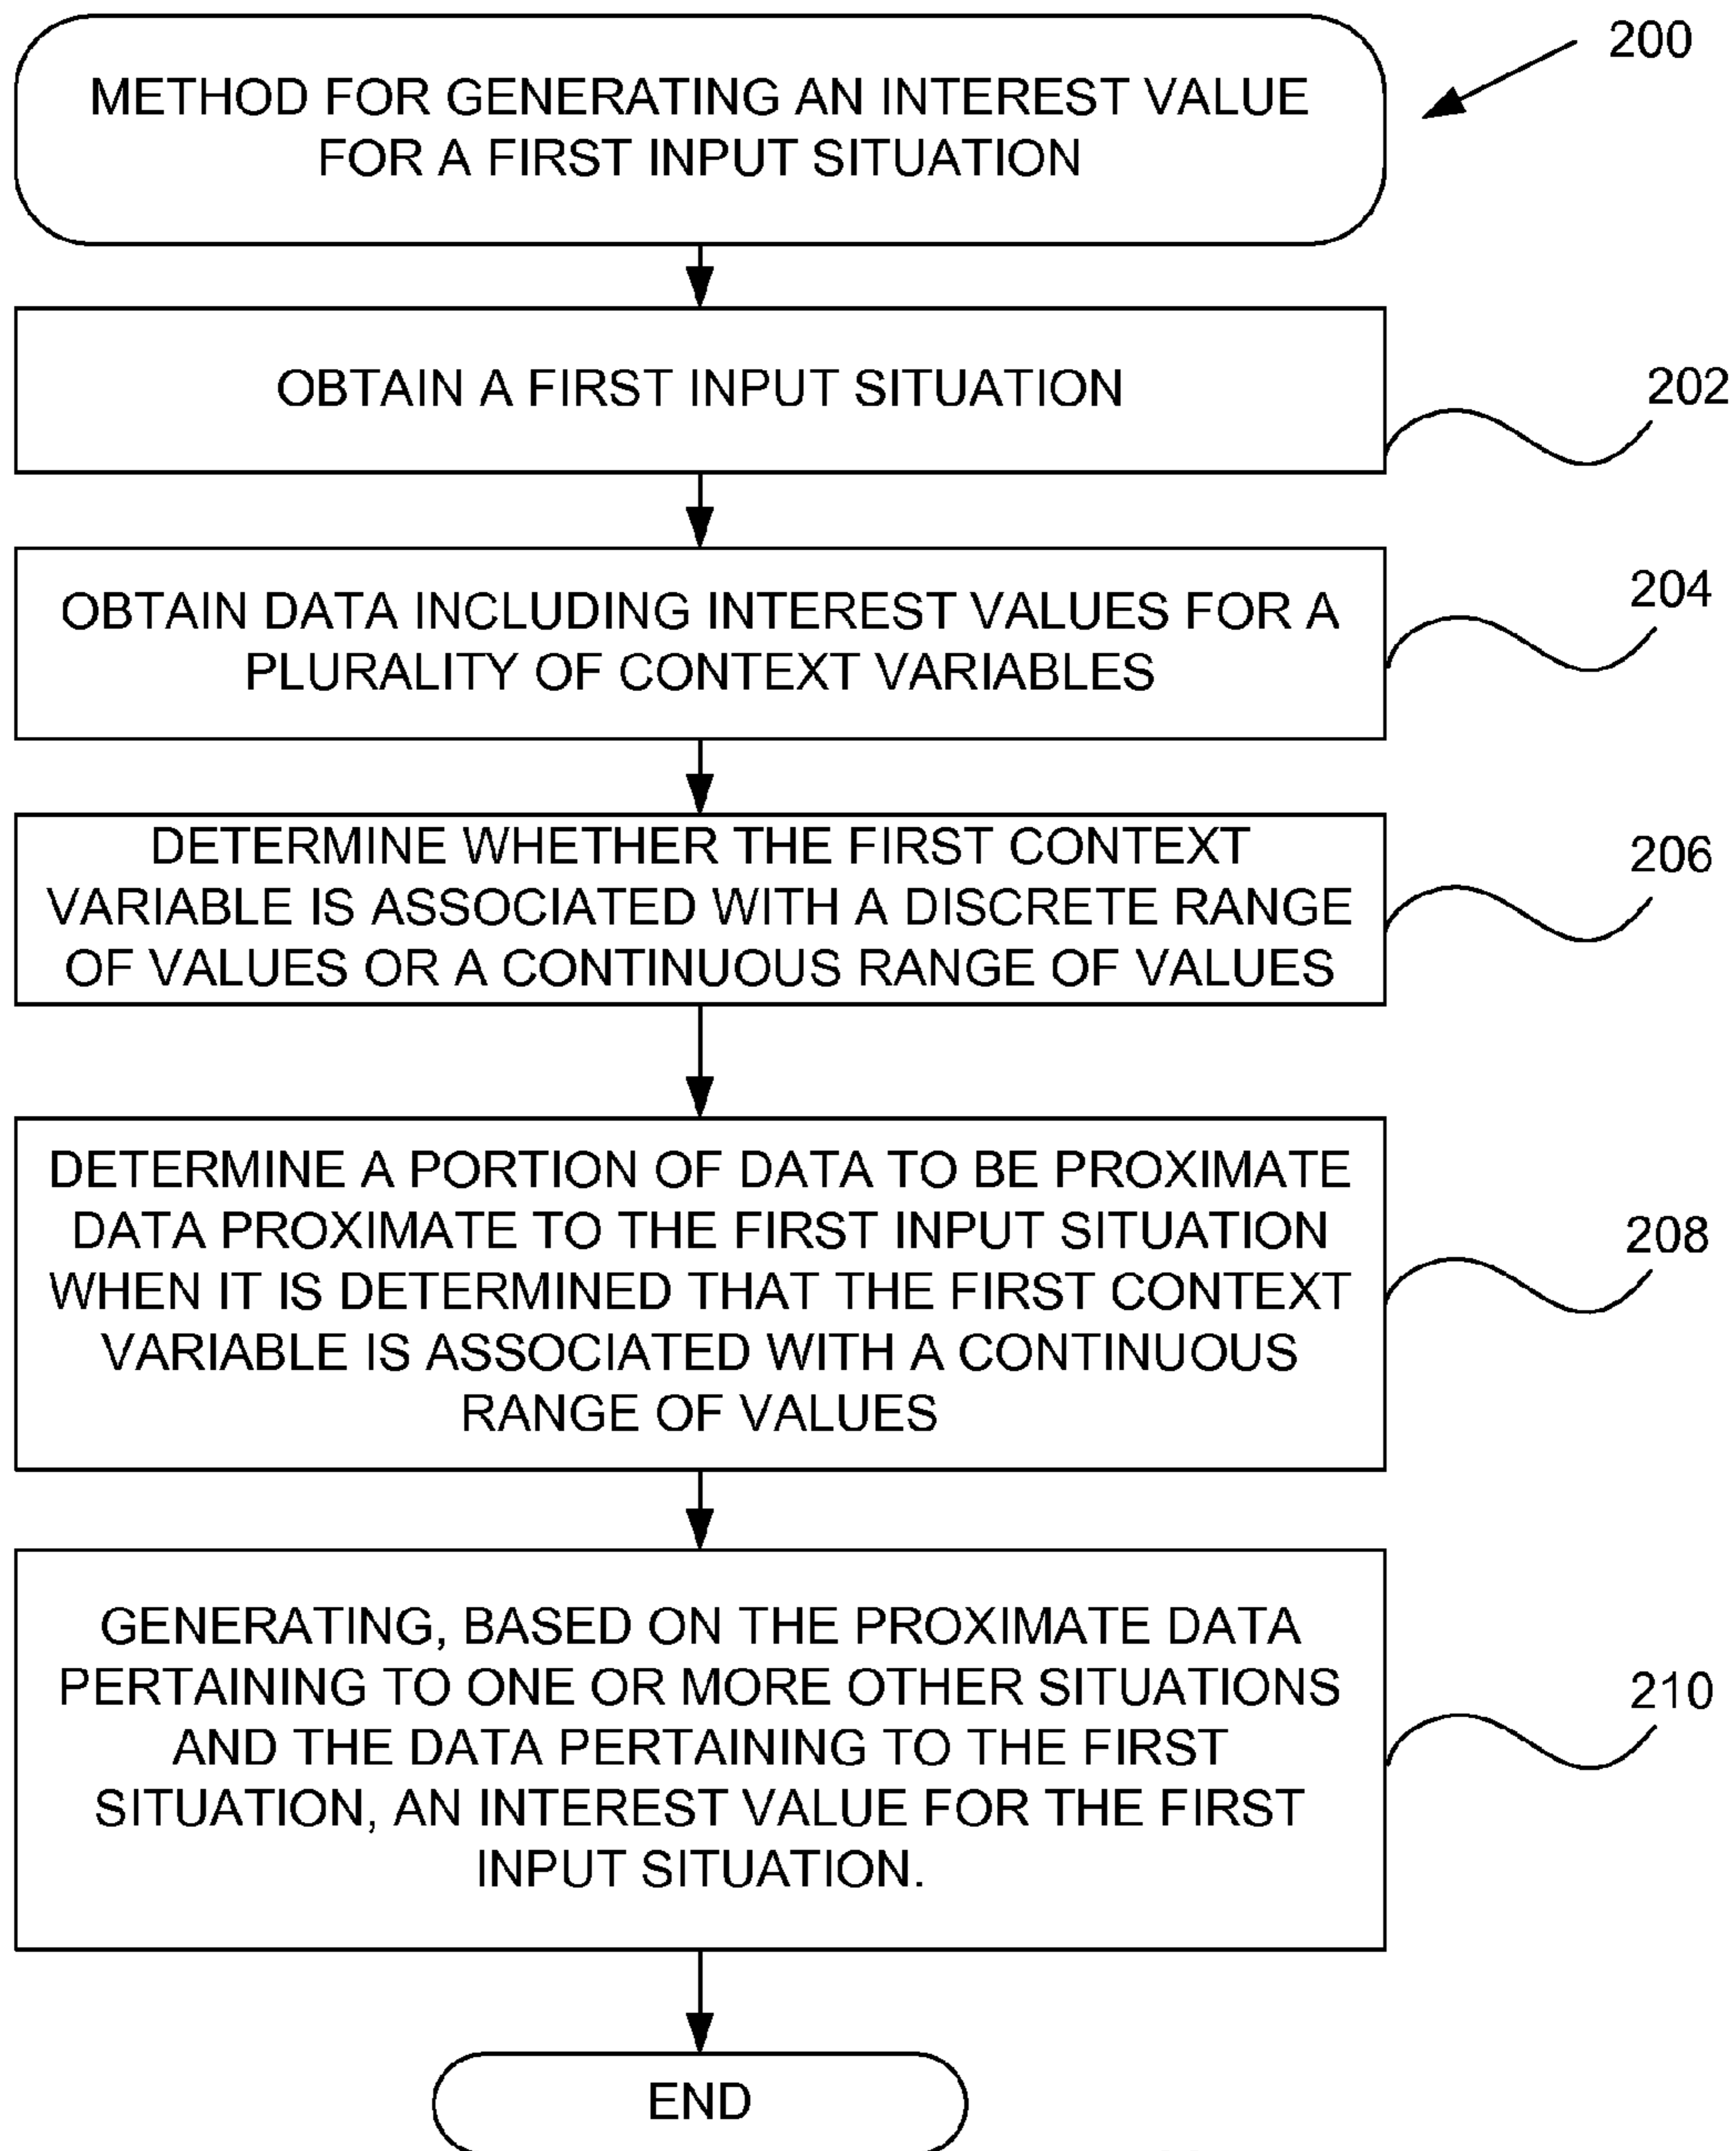 200
METHOD FOR GENERATING AN INTEREST VALUE
FOR A FIRST INPUT SITUATION
OBTAIN A FIRST INPUT SITUATION
202
OBTAIN DATA INCLUDING INTEREST VALUES FOR A
PLURALITY OF CONTEXT VARIABLES
204
DETERMINE WHETHER THE FIRST CONTEXT
VARIABLE IS ASSOCIATED WITH A DISCRETE RANGE
OF VALUES OR A CONTINUOUS RANGE OF VALUES
206
DETERMINE A PORTION OF DATA TO BE PROXIMATE
DATA PROXIMATE TO THE FIRST INPUT SITUATION
WHEN IT IS DETERMINED THAT THE FIRST CONTEXT
VARIABLE IS ASSOCIATED WITH A CONTINUOUS
RANGE OF VALUES
208
GENERATING, BASED ON THE PROXIMATE DATA
PERTAINING TO ONE OR MORE OTHER SITUATIONS
AND THE DATA PERTAINING TO THE FIRST
SITUATION, AN INTEREST VALUE FOR THE FIRST
INPUT SITUATION.
210
END